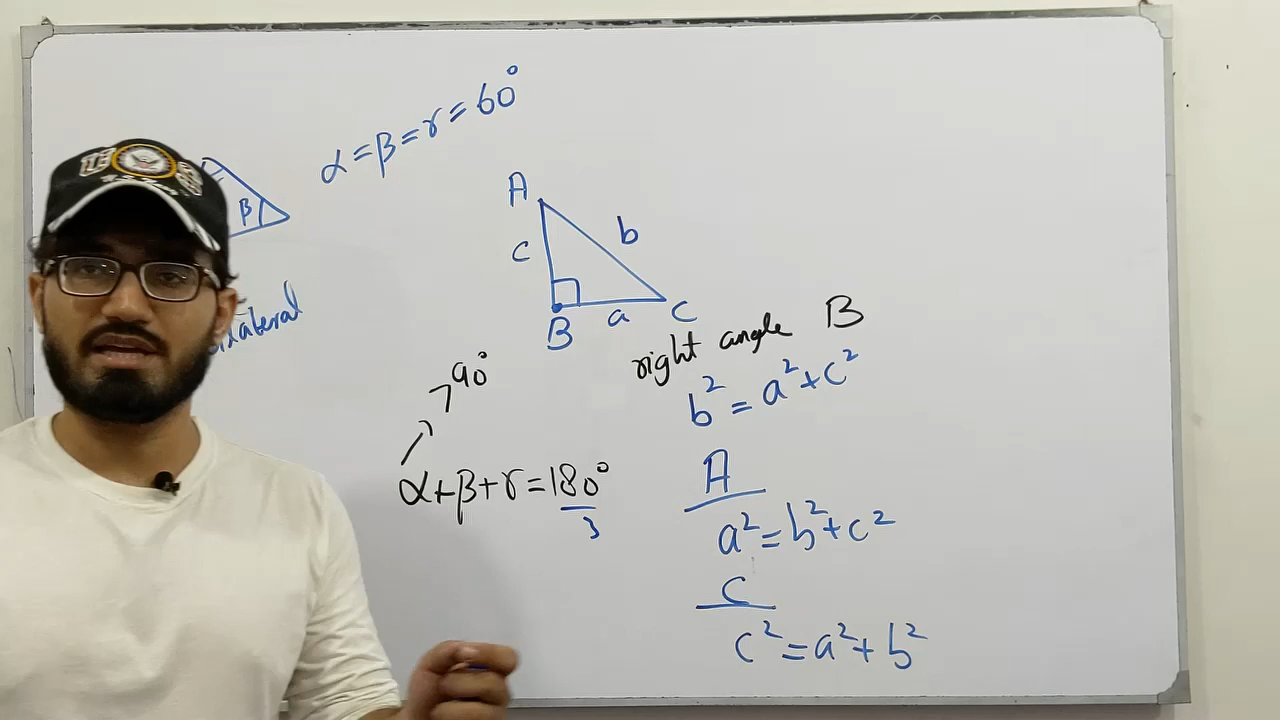 α=β=γ=60°
β
A
c
b
B
a
C
right angle B
b²=a²+c²
>90°
α+β+γ=180°
3
A
a²=b²+c²
C
c²=a²+b²